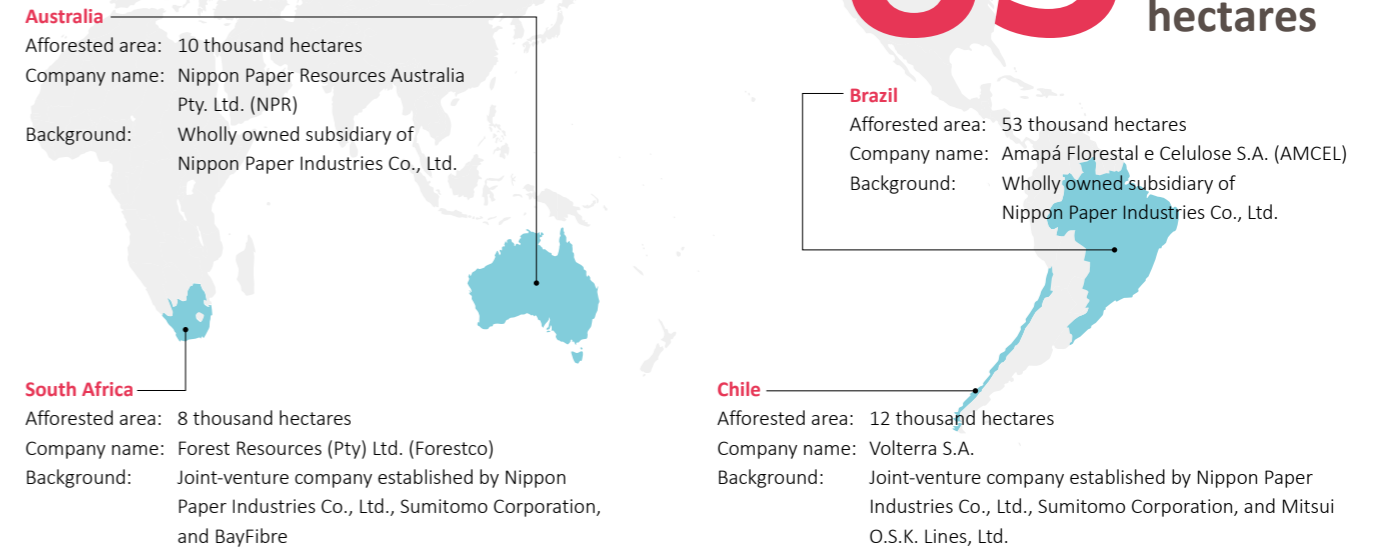 hectares
Australia
Afforested area: 10 thousand hectares
Company name: Nippon Paper Resources Australia
Pty. Ltd. (NPR)
Background: Wholly owned subsidiary of
Nippon Paper Industries Co., Ltd.
Brazil
Afforested area: 53 thousand hectares
Company name: Amapá Florestal e Celulose S.A. (AMCEL)
Background: Wholly owned subsidiary of
Nippon Paper Industries Co., Ltd.
South Africa
Afforested area: 8 thousand hectares
Company name: Forest Resources (Pty) Ltd. (Forestco)
Background: Joint-venture company established by Nippon
Paper Industries Co., Ltd., Sumitomo Corporation,
and BayFibre
Chile
Afforested area: 12 thousand hectares
Company name: Volterra S.A.
Background: Joint-venture company established by Nippon Paper
Industries Co., Ltd., Sumitomo Corporation, and Mitsui
O.S.K. Lines, Ltd.